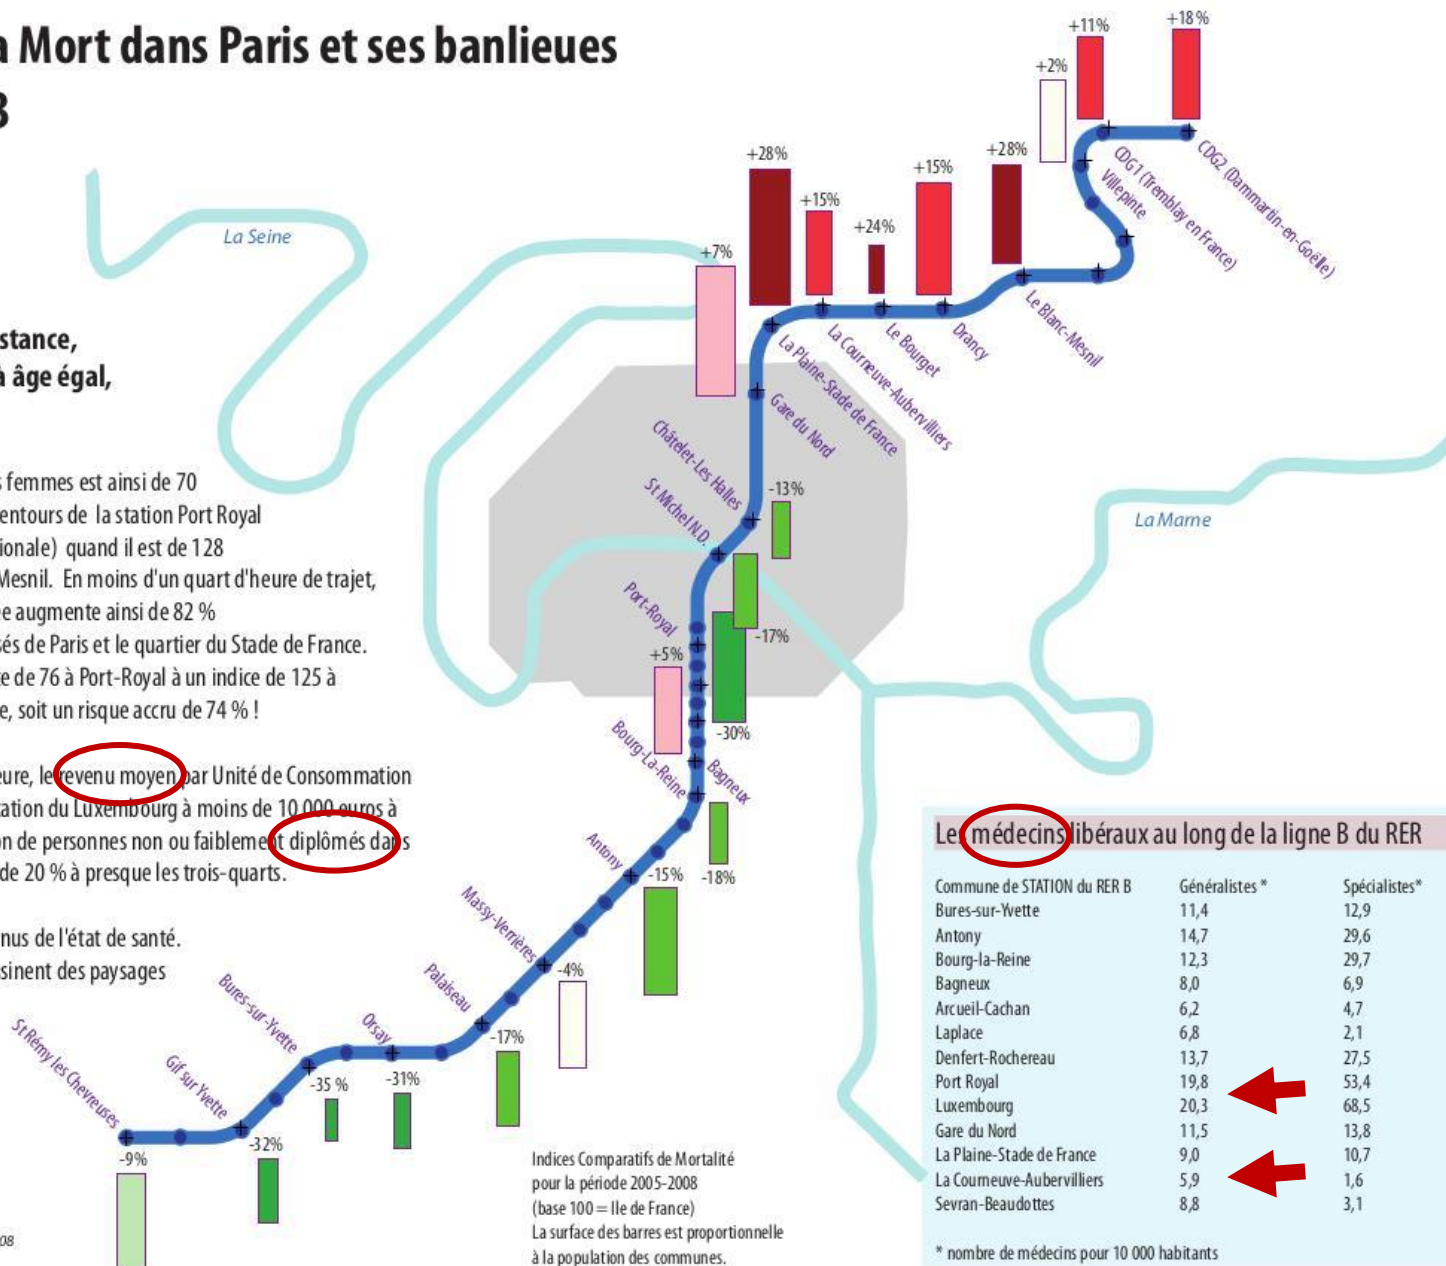 a Mort dans Paris et ses banlieues
B
stance,
à âge égal,
s femmes est ainsi de 70
entours de la station Port Royal
ionale) quand il est de 128
Mesnil. En moins d'un quart d'heure de trajet,
e augmente ainsi de 82 %
sés de Paris et le quartier du Stade de France.
e de 76 à Port-Royal à un indice de 125 à
e, soit un risque accru de 74 % !
eure, le revenu moyen par Unité de Consommation
ation du Luxembourg à moins de 10 000 euros à
n de personnes non ou faiblement diplômés dans
de 20 % à presque les trois-quarts.
nus de l'état de santé.
sinent des paysages
08
La Seine
La Marne
+18 %
+11%
+2%
+28%
+15%
+24%
+15%
+28%
+7%
CDG2 (Dammartin-en-Goëlle)
CDG1 (Tremblay en France)
Villepinte
Le Blanc-Mesnil
Drancy
Le Bourget
La Courneuve-Aubervilliers
La Plaine-Stade de France
Gare du Nord
Châtelet-Les Halles
-13%
St Michel N.D.
-17%
Port-Royal
+5%
-30%
Bourg-La-Reine
Bagneux
-18%
Antony
-15%
Massy-Verrières
-4%
Palaiseau
-17%
Orsay
-31%
Bures-sur-Yvette
-35 %
Gif sur Yvette
-32%
St Rémy les Chevreuses
-9%
Indices Comparatifs de Mortalité
pour la période 2005-2008
(base 100 = Ile de France)
La surface des barres est proportionnelle
à la population des communes.
Les médecins libéraux au long de la ligne B du RER
Commune de STATION du RER B Généralistes * Spécialistes*
Bures-sur-Yvette 11,4 12,9
Antony 14,7 29,6
Bourg-la-Reine 12,3 29,7
Bagneux 8,0 6,9
Arcueil-Cachan 6,2 4,7
Laplace 6,8 2,1
Denfert-Rochereau 13,7 27,5
Port Royal 19,8 53,4
Luxembourg 20,3 68,5
Gare du Nord 11,5 13,8
La Plaine-Stade de France 9,0 10,7
La Courneuve-Aubervilliers 5,9 1,6
Sevran-Beaudottes 8,8 3,1
* nombre de médecins pour 10 000 habitants